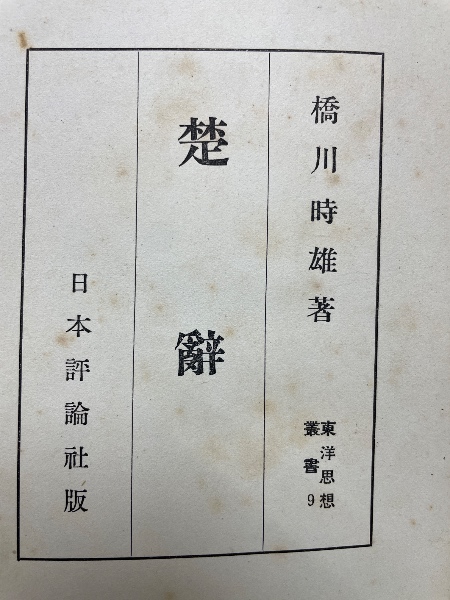 橋川時雄著
東洋思想
叢書9
楚辭
日本評論社版